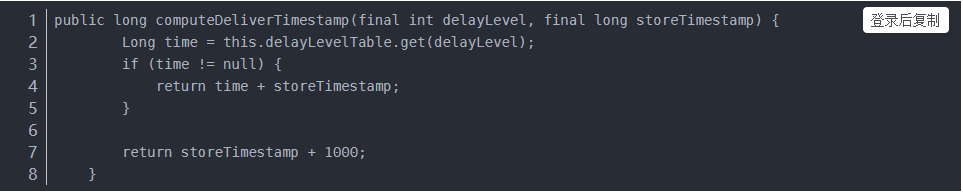 1 public long computeDeliverTimestamp(final int delayLevel, final long storeTimestamp) { 登录后复制
2         Long time = this.delayLevelTable.get(delayLevel);
3         if (time != null) {
4             return time + storeTimestamp;
5         }
6
7         return storeTimestamp + 1000;
8     }